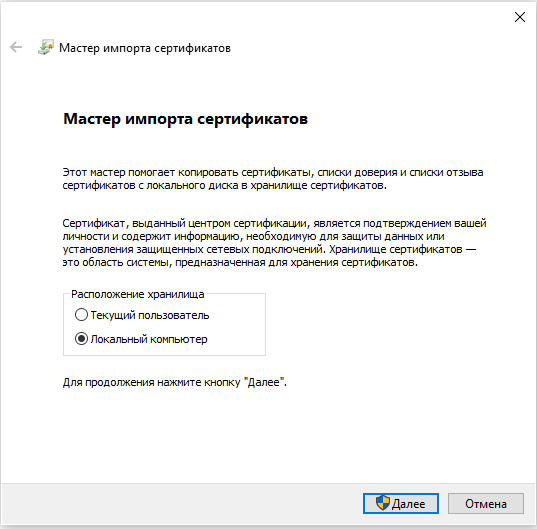 Мастер импорта сертификатов
Мастер импорта сертификатов
Этот мастер помогает копировать сертификаты, списки доверия и списки отзыва
сертификатов с локального диска в хранилище сертификатов.
Сертификат, выданный центром сертификации, является подтверждением вашей
личности и содержит информацию, необходимую для защиты данных или
установления защищенных сетевых подключений. Хранилище сертификатов —
это область системы, предназначенная для хранения сертификатов.
Расположение хранилища
Текущий пользователь
Локальный компьютер
Для продолжения нажмите кнопку "Далее".
Далее
Отмена